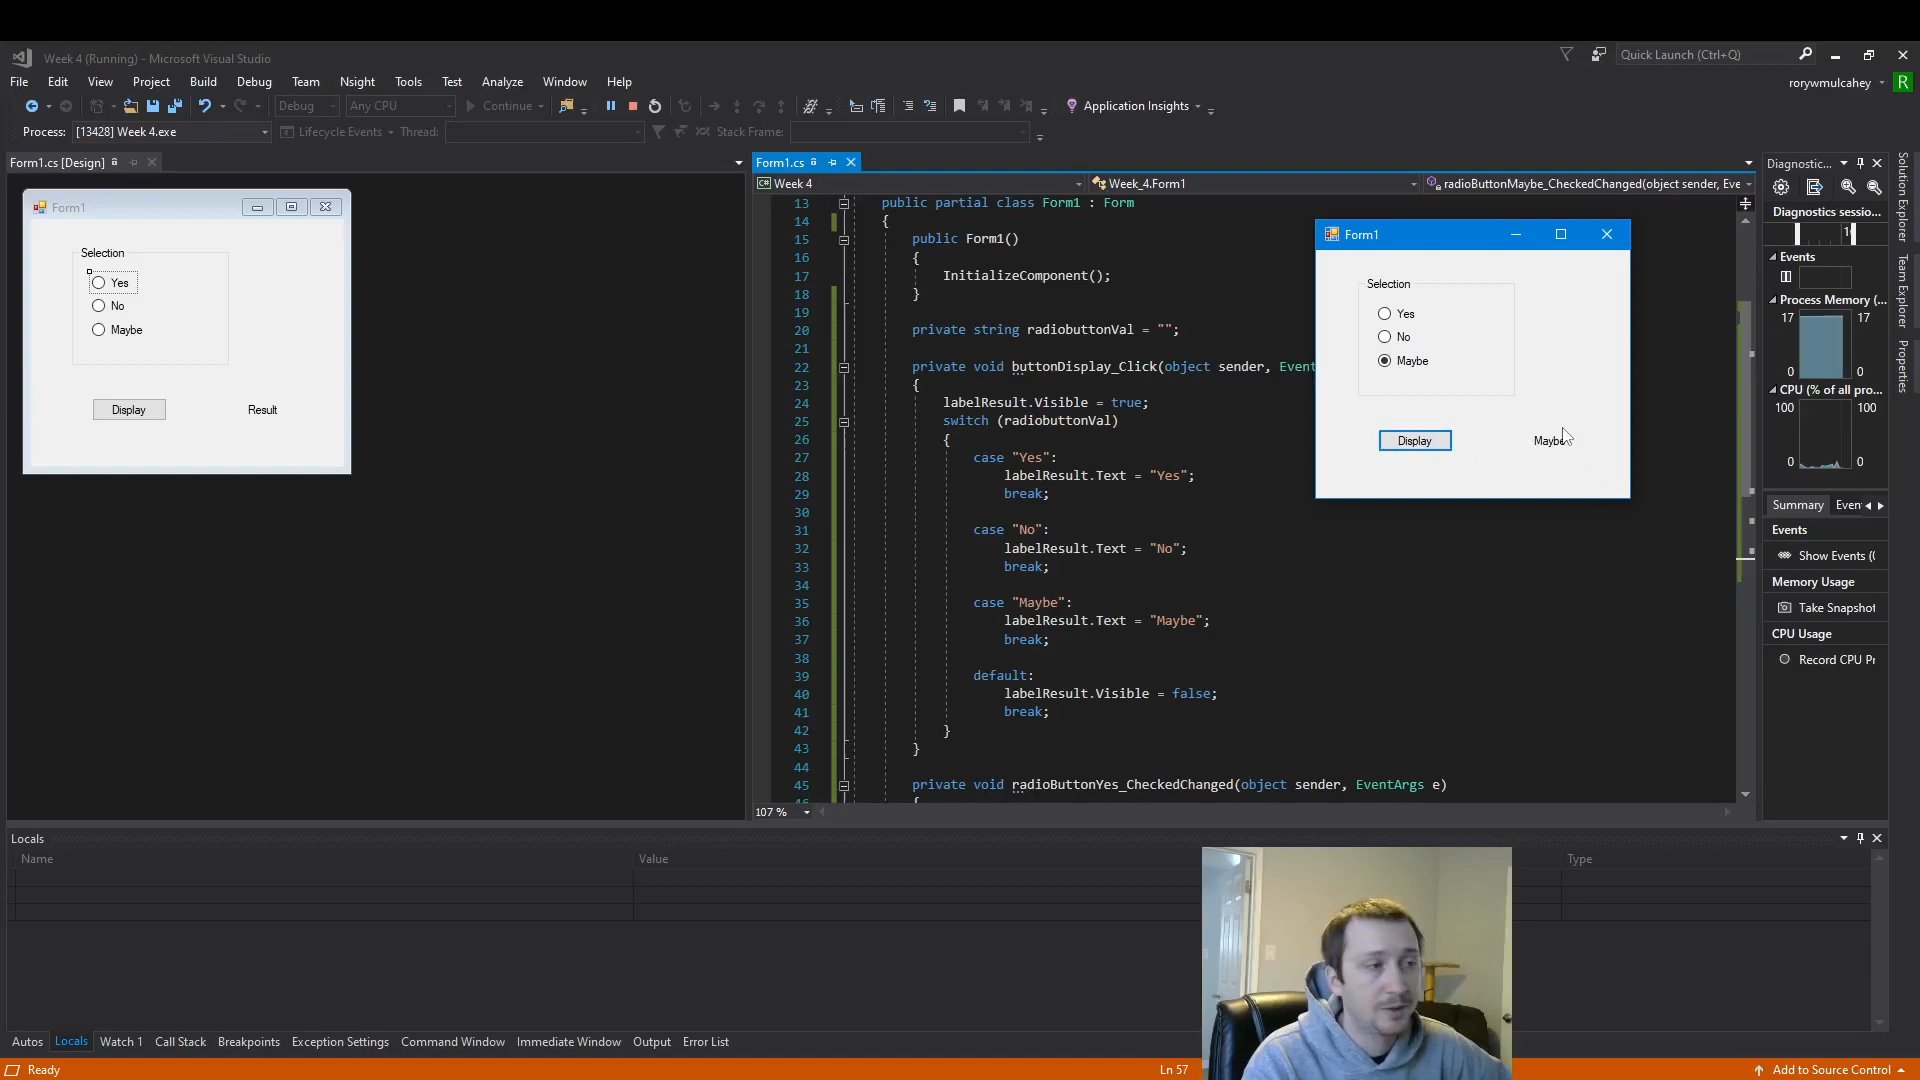 Week 4 (Running) - Microsoft Visual Studio
Quick Launch (Ctrl+Q)
File Edit View Project Build Debug Team Nsight Tools Test Analyze Window Help
rorywmulcahey R
Debug Any CPU Continue Application Insights
Process: [13428] Week 4.exe Lifecycle Events Thread: Stack Frame:
Form1.cs [Design]
Form1
Selection
Yes
No
Maybe
Display Result
Form1.cs
C# Week 4 Week_4.Form1 radioButtonMaybe_CheckedChanged(object sender, Eve
13 public partial class Form1 : Form
14 {
15 public Form1()
16 {
17 InitializeComponent();
18 }
19
20 private string radiobuttonVal = "";
21
22 private void buttonDisplay_Click(object sender, Event
23 {
24 labelResult.Visible = true;
25 switch (radiobuttonVal)
26 {
27 case "Yes":
28 labelResult.Text = "Yes";
29 break;
30
31 case "No":
32 labelResult.Text = "No";
33 break;
34
35 case "Maybe":
36 labelResult.Text = "Maybe";
37 break;
38
39 default:
40 labelResult.Visible = false;
41 break;
42 }
43 }
44
45 private void radioButtonYes_CheckedChanged(object sender, EventArgs e)
46 {
107 %
Form1
Selection
Yes
No
Maybe
Display Maybe
Diagnostic...
Diagnostics sessio...
Events
Process Memory (...
17 17
0 0
CPU (% of all pro...
100 100
0 0
Summary Even
Events
Show Events (
Memory Usage
Take Snapshot
CPU Usage
Record CPU Pr
Solution Explorer
Team Explorer
Properties
Locals
Name Value Type
Autos Locals Watch 1 Call Stack Breakpoints Exception Settings Command Window Immediate Window Output Error List
Ready Ln 57 Add to Source Control